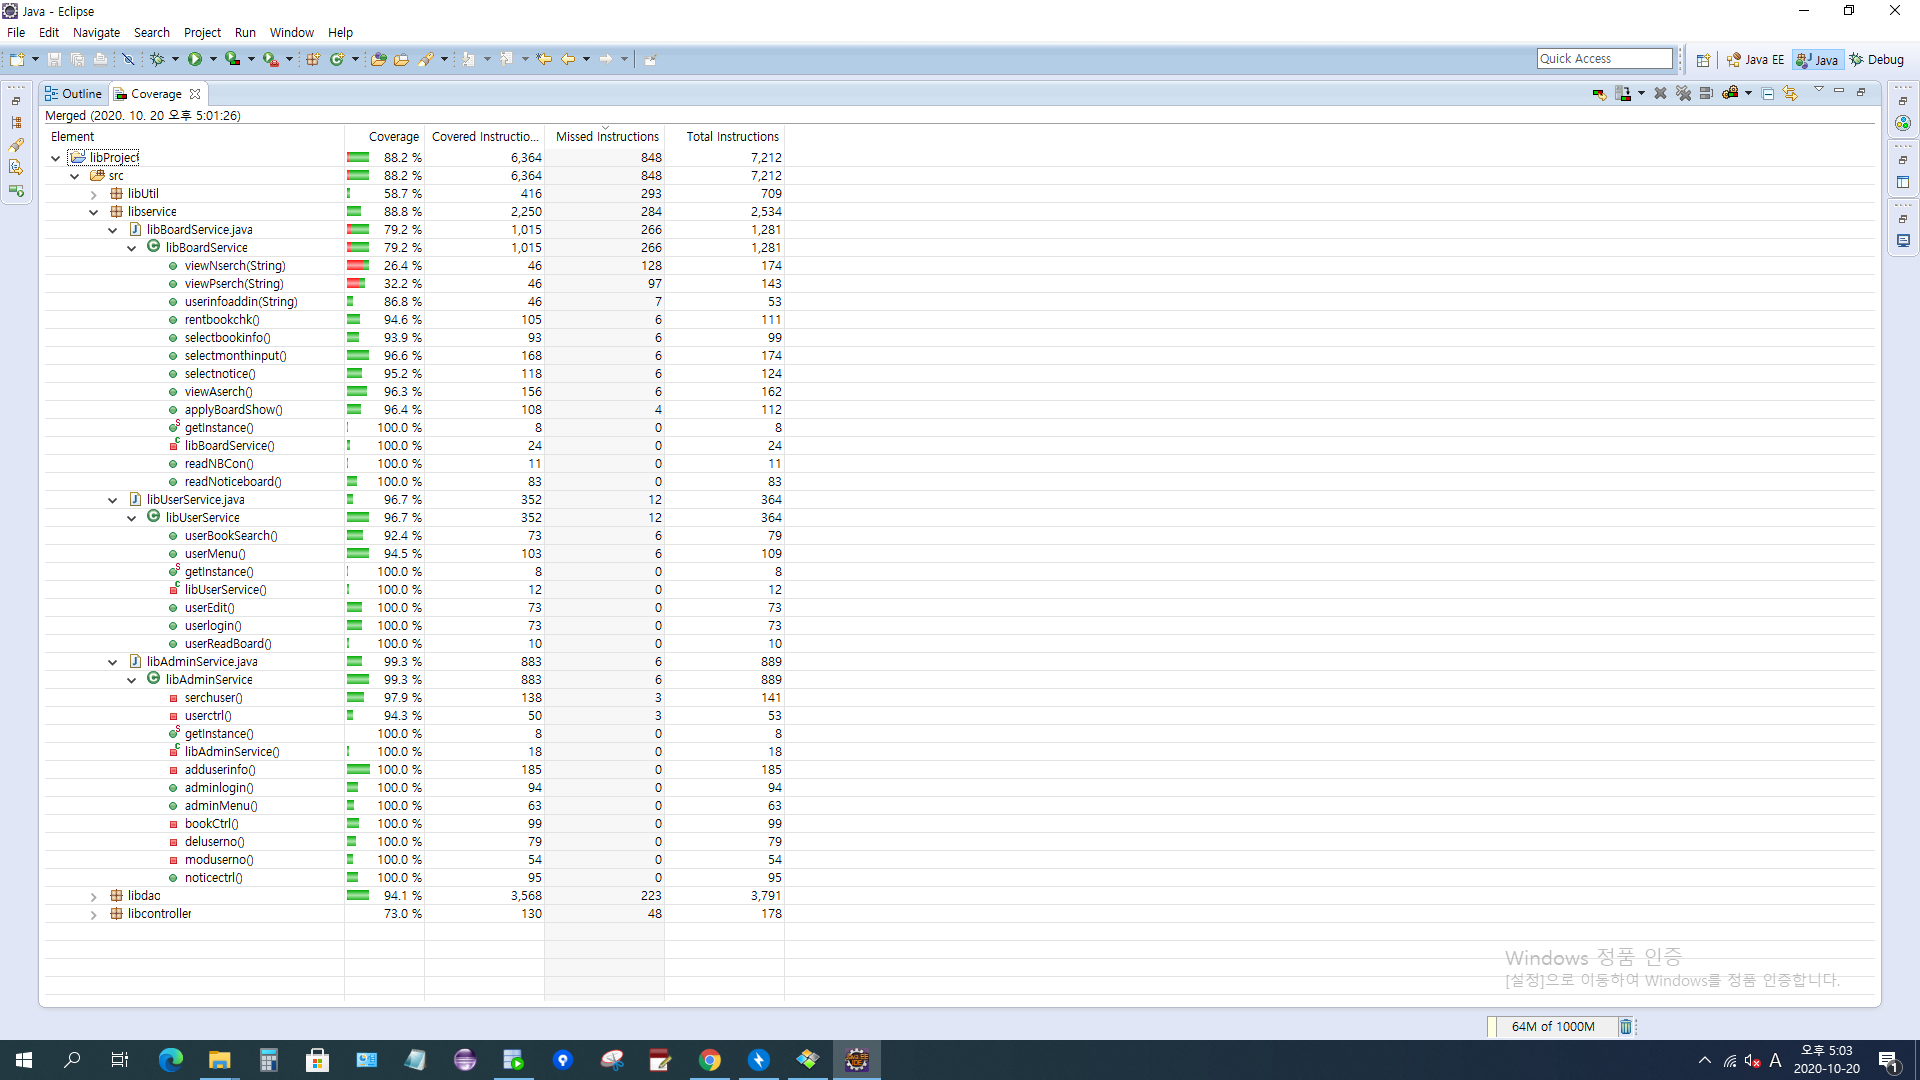 Java - Eclipse
File Edit Navigate Search Project Run Window Help
Quick Access Java EE Java Debug
Outline Coverage
Merged (2020. 10. 20 오후 5:01:26)
Element Coverage Covered Instructio... Missed Instructions Total Instructions
libProject 88.2 % 6,364 848 7,212
src 88.2 % 6,364 848 7,212
libUtil 58.7 % 416 293 709
libservice 88.8 % 2,250 284 2,534
libBoardService.java 79.2 % 1,015 266 1,281
libBoardService 79.2 % 1,015 266 1,281
viewNserch(String) 26.4 % 46 128 174
viewPserch(String) 32.2 % 46 97 143
userinfoaddin(String) 86.8 % 46 7 53
rentbookchk() 94.6 % 105 6 111
selectbookinfo() 93.9 % 93 6 99
selectmonthinput() 96.6 % 168 6 174
selectnotice() 95.2 % 118 6 124
viewAserch() 96.3 % 156 6 162
applyBoardShow() 96.4 % 108 4 112
getInstance() 100.0 % 8 0 8
libBoardService() 100.0 % 24 0 24
readNBCon() 100.0 % 11 0 11
readNoticeboard() 100.0 % 83 0 83
libUserService.java 96.7 % 352 12 364
libUserService 96.7 % 352 12 364
userBookSearch() 92.4 % 73 6 79
userMenu() 94.5 % 103 6 109
getInstance() 100.0 % 8 0 8
libUserService() 100.0 % 12 0 12
userEdit() 100.0 % 73 0 73
userlogin() 100.0 % 73 0 73
userReadBoard() 100.0 % 10 0 10
libAdminService.java 99.3 % 883 6 889
libAdminService 99.3 % 883 6 889
serchuser() 97.9 % 138 3 141
userctrl() 94.3 % 50 3 53
getInstance() 100.0 % 8 0 8
libAdminService() 100.0 % 18 0 18
adduserinfo() 100.0 % 185 0 185
adminlogin() 100.0 % 94 0 94
adminMenu() 100.0 % 63 0 63
bookCtrl() 100.0 % 99 0 99
deluserno() 100.0 % 79 0 79
moduserno() 100.0 % 54 0 54
noticectrl() 100.0 % 95 0 95
libdao 94.1 % 3,568 223 3,791
libcontroller 73.0 % 130 48 178
Windows 정품 인증
[설정]으로 이동하여 Windows를 정품 인증합니다.
64M of 1000M
A 오후 5:03
2020-10-20 1